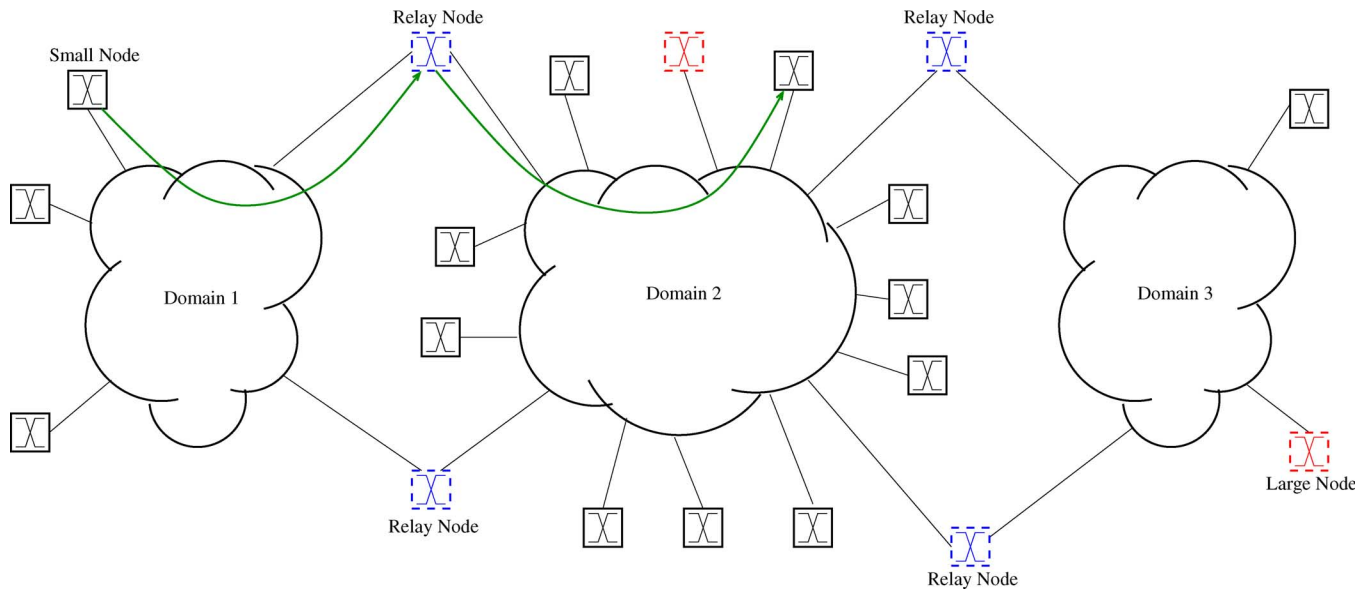 Relay Node
Relay Node
Small Node
Domain 1
Domain 2
Domain 3
Large Node
Relay Node
Relay Node